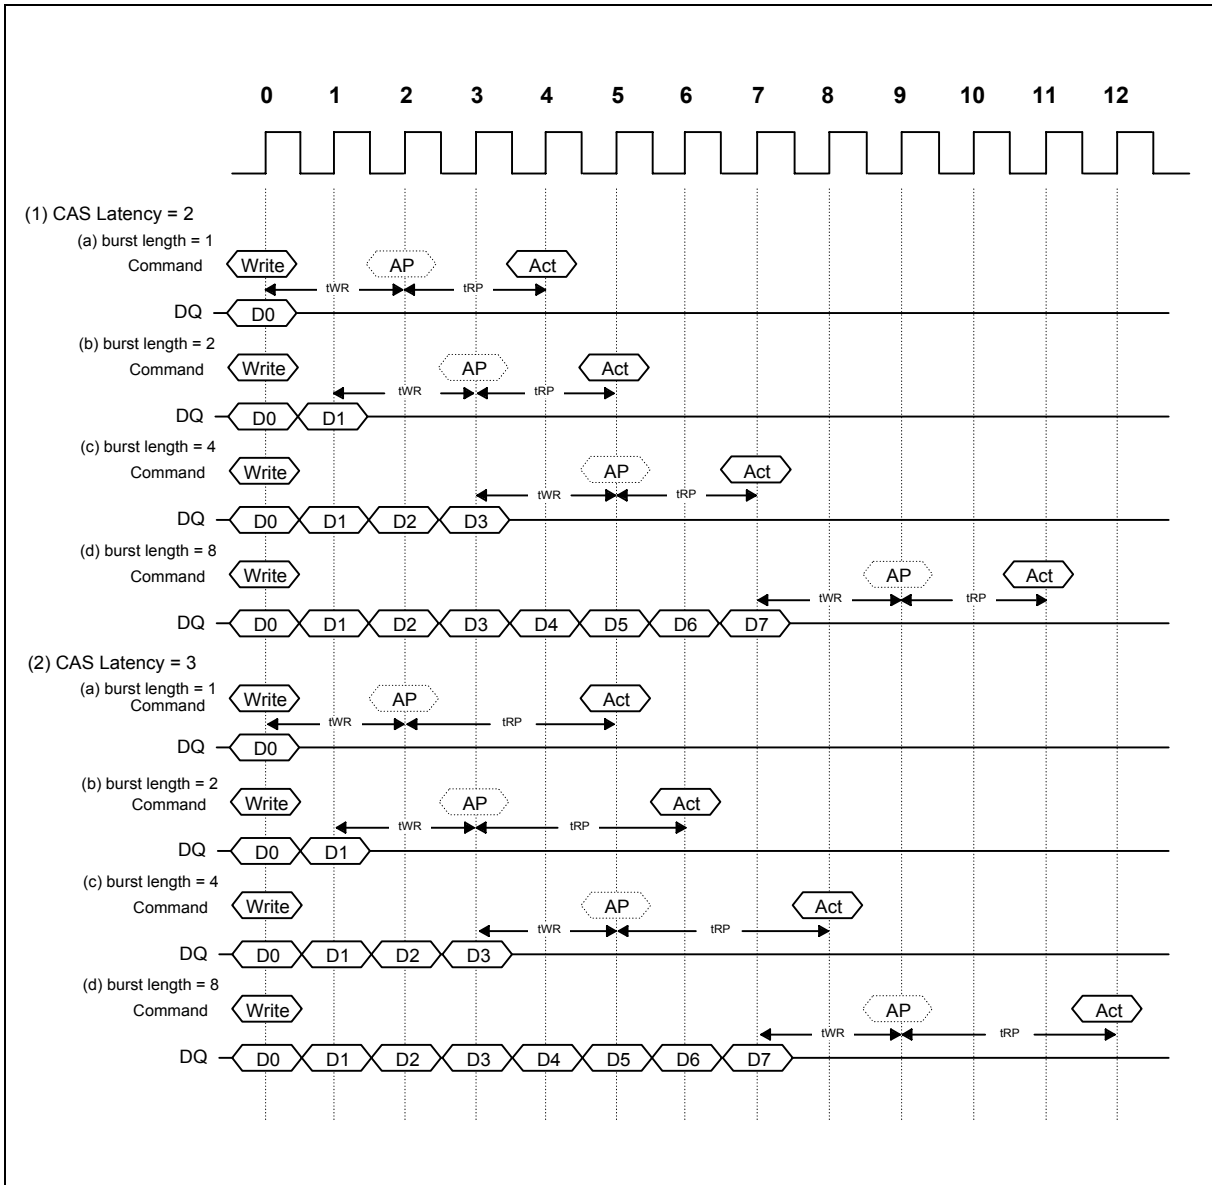 0 1 2 3 4 5 6 7 8 9 10 11 12
(1) CAS Latency = 2
(a) burst length = 1
Command Write AP Act
tWR tRP
DQ D0
(b) burst length = 2
Command Write AP Act
tWR tRP
DQ D0 D1
(c) burst length = 4
Command Write AP Act
tWR tRP
DQ D0 D1 D2 D3
(d) burst length = 8
Command Write AP Act
tWR tRP
DQ D0 D1 D2 D3 D4 D5 D6 D7
(2) CAS Latency = 3
(a) burst length = 1
Command Write AP Act
tWR tRP
DQ D0
(b) burst length = 2
Command Write AP Act
tWR tRP
DQ D0 D1
(c) burst length = 4
Command Write AP Act
tWR tRP
DQ D0 D1 D2 D3
(d) burst length = 8
Command Write AP Act
tWR tRP
DQ D0 D1 D2 D3 D4 D5 D6 D7